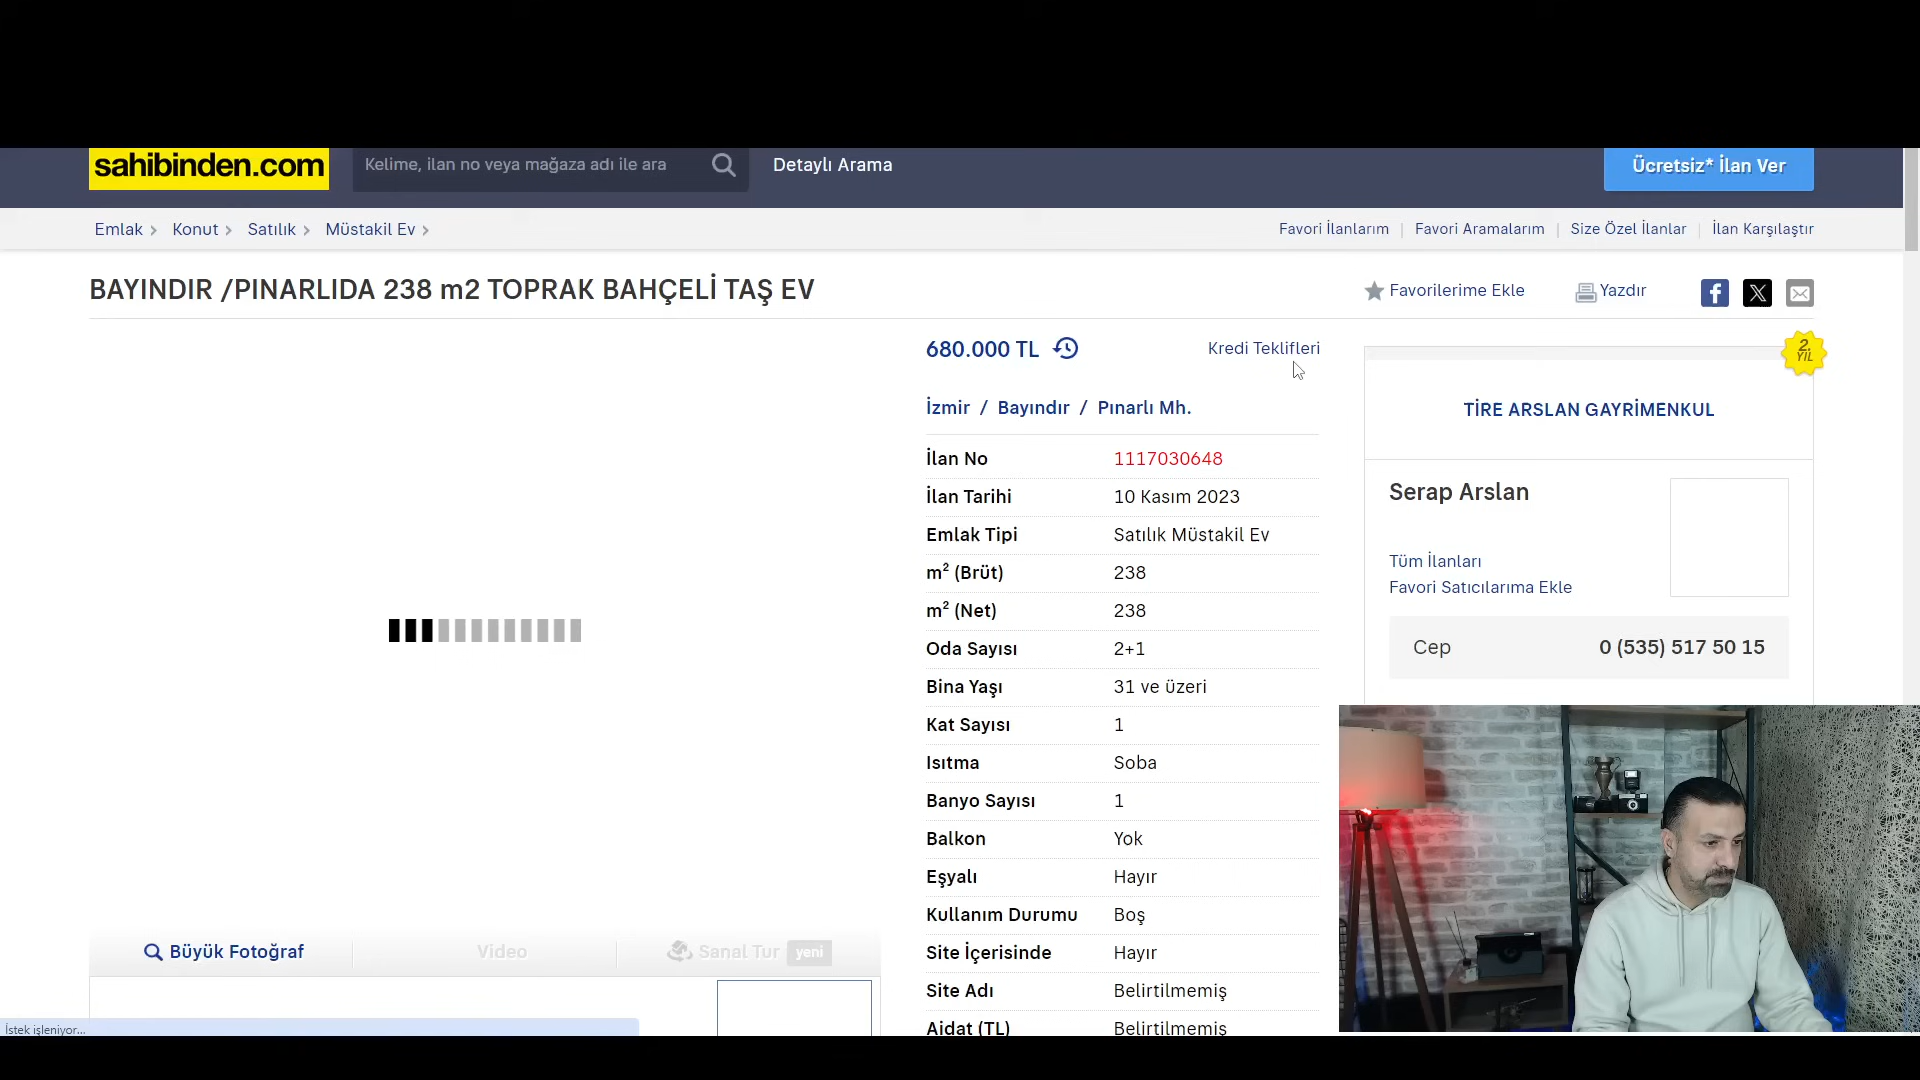 sahibinden.com
Kelime, ilan no veya mağaza adı ile ara
Detaylı Arama
Ücretsiz* İlan Ver
Emlak
Konut
Satılık
Müstakil Ev
Favori İlanlarım
Favori Aramalarım
Size Özel İlanlar
İlan Karşılaştır
BAYINDIR /PINARLIDA 238 m2 TOPRAK BAHÇELİ TAŞ EV
Favorilerime Ekle
Yazdır
680.000 TL
Kredi Teklifleri
İzmir / Bayındır / Pınarlı Mh.
İlan No 1117030648
İlan Tarihi 10 Kasım 2023
Emlak Tipi Satılık Müstakil Ev
m² (Brüt) 238
m² (Net) 238
Oda Sayısı 2+1
Bina Yaşı 31 ve üzeri
Kat Sayısı 1
Isıtma Soba
Banyo Sayısı 1
Balkon Yok
Eşyalı Hayır
Kullanım Durumu Boş
Site İçerisinde Hayır
Site Adı Belirtilmemiş
Aidat (TL) Belirtilmemiş
2.
YIL
TİRE ARSLAN GAYRİMENKUL
Serap Arslan
Tüm İlanları
Favori Satıcılarıma Ekle
Cep 0 (535) 517 50 15
Büyük Fotoğraf
Video
Sanal Tur yeni
İstek işleniyor...